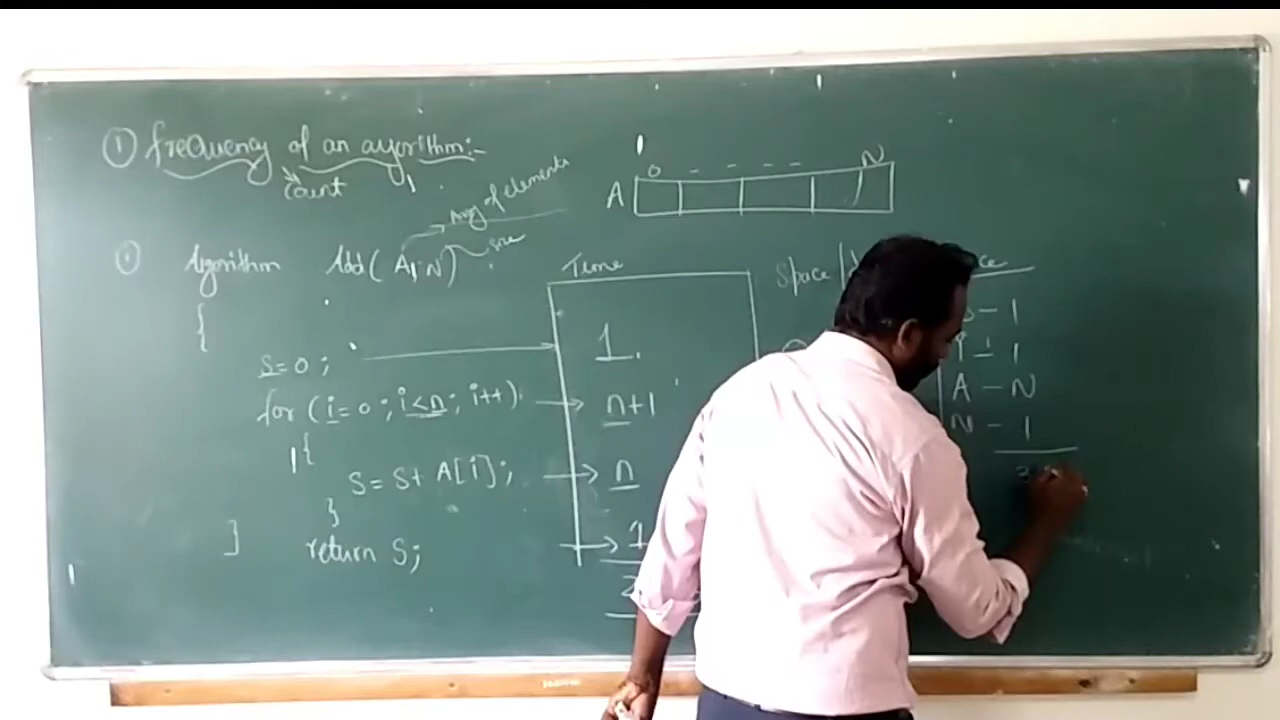 ① frequency of an algorithm:-
Count
0 - - - - N
A
Array of elements
size
Algorithm Add(A, N)
{
S=0;
for (i=0; i<n; i++)
{
S=S+ A[i];
}
return S;
}
Time
1
n+1
n
1
2
Space
S-1
i-1
A-N
N-1